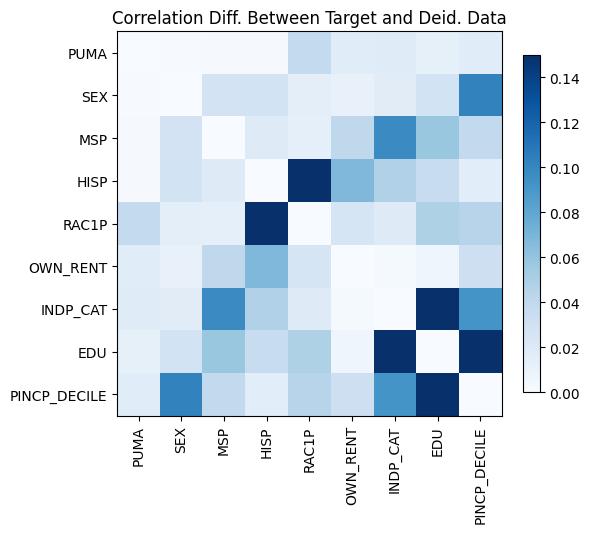 Correlation Diff. Between Target and Deid. Data
PUMA
SEX
MSP
HISP
RAC1P
OWN_RENT
INDP_CAT
EDU
PINCP_DECILE
PUMA
SEX
MSP
HISP
RAC1P
OWN_RENT
INDP_CAT
EDU
PINCP_DECILE
0.14
0.12
0.10
0.08
0.06
0.04
0.02
0.00